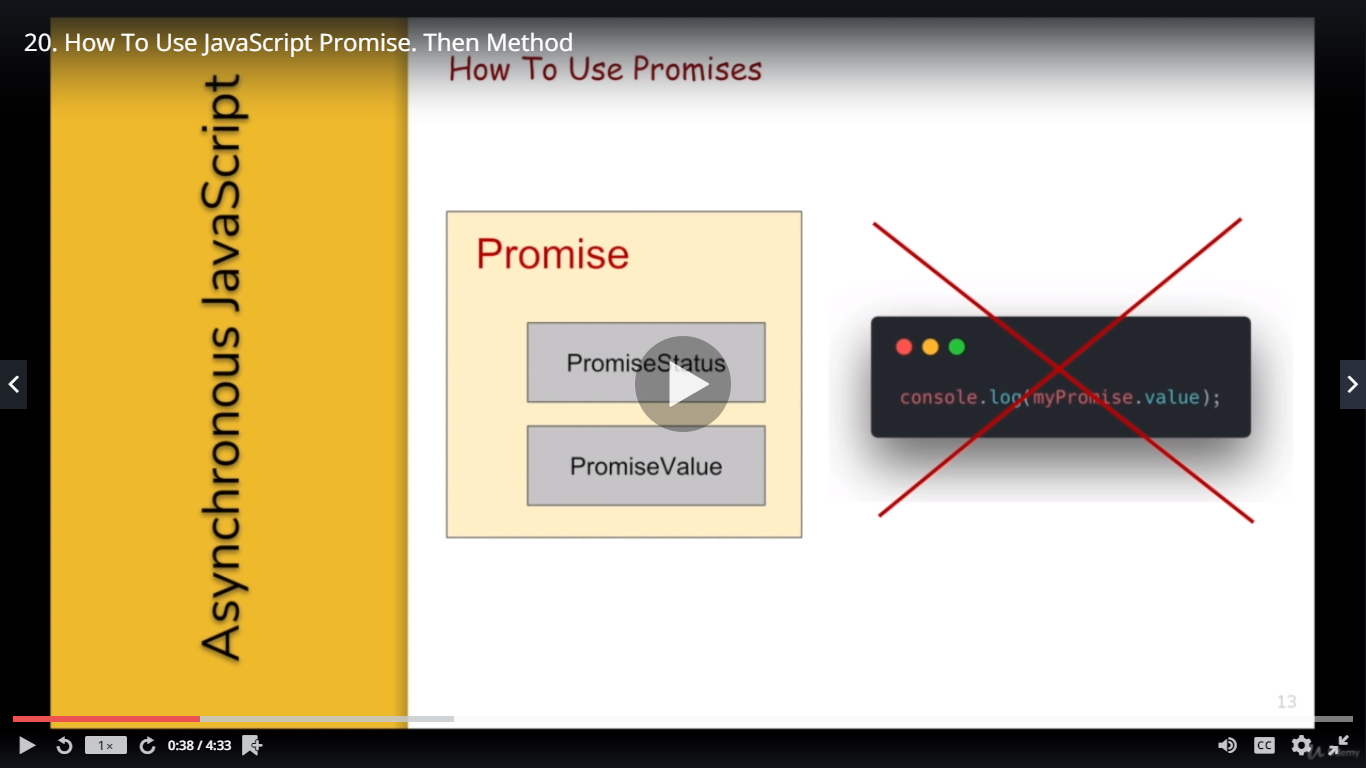 20. How To Use JavaScript Promise. Then Method
How To Use Promises
Asynchronous JavaScript
Promise
PromiseStatus
PromiseValue
console.log(myPromise.value);
13
1×
0:38 / 4:33
CC